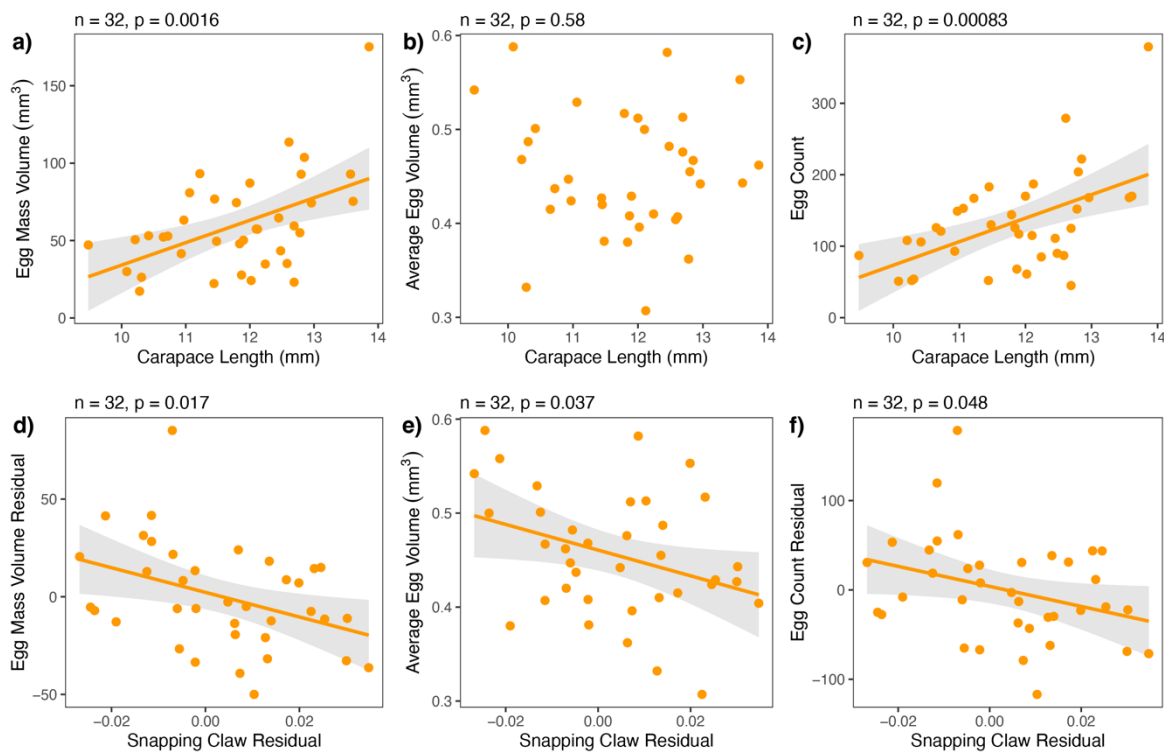 n = 32, p = 0.0016
a)
Egg Mass Volume (mm³)
150
100
50
0
10 11 12 13 14
Carapace Length (mm)
n = 32, p = 0.58
b)
Average Egg Volume (mm³)
0.6
0.5
0.4
0.3
10 11 12 13 14
Carapace Length (mm)
n = 32, p = 0.00083
c)
Egg Count
300
200
100
0
10 11 12 13 14
Carapace Length (mm)
n = 32, p = 0.017
d)
Egg Mass Volume Residual
50
0
−50
−0.02 0.00 0.02
Snapping Claw Residual
n = 32, p = 0.037
e)
Average Egg Volume (mm³)
0.6
0.5
0.4
0.3
−0.02 0.00 0.02
Snapping Claw Residual
n = 32, p = 0.048
f)
Egg Count Residual
100
0
−100
−0.02 0.00 0.02
Snapping Claw Residual